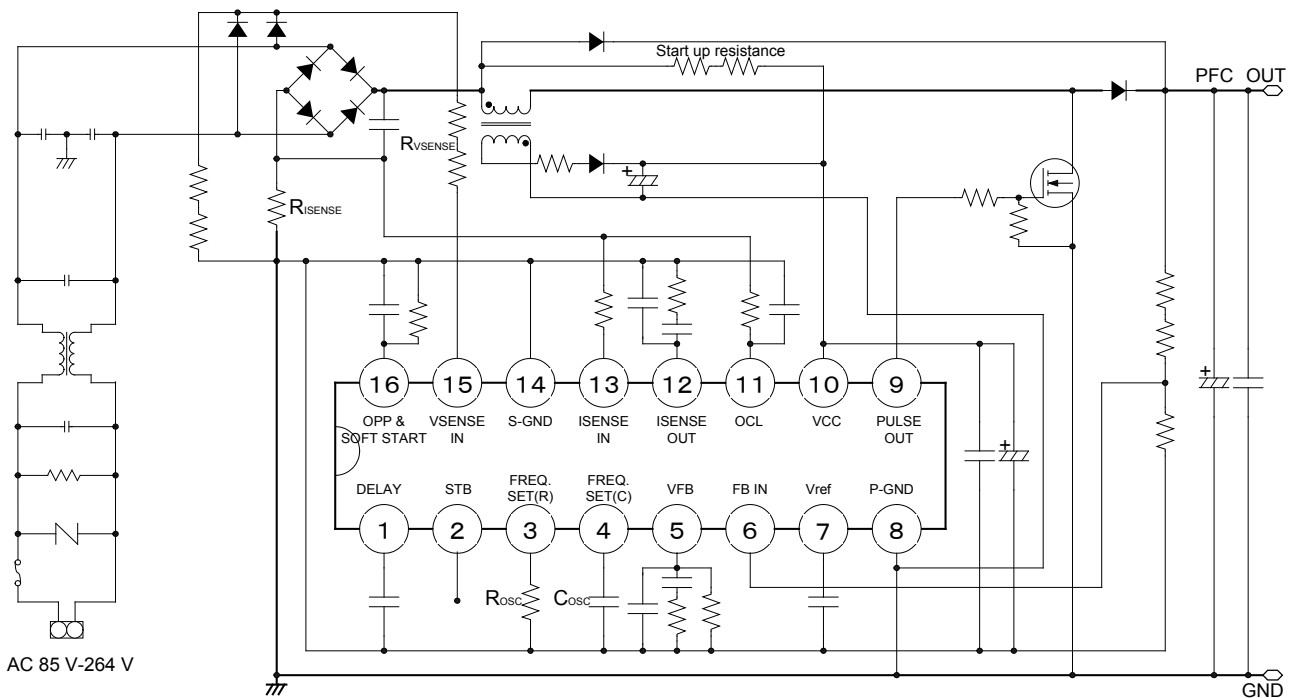 Start up resistance
PFC OUT
RVSENSE
RISENSE
+
+
16 15 14 13 12 11 10 9
OPP & SOFT START
VSENSE IN
S-GND
ISENSE IN
ISENSE OUT
OCL
VCC
PULSE OUT
+
DELAY
STB
FREQ. SET(R)
FREQ. SET(C)
VFB
FB IN
Vref
P-GND
1 2 3 4 5 6 7 8
ROSC
COSC
AC 85 V-264 V
GND